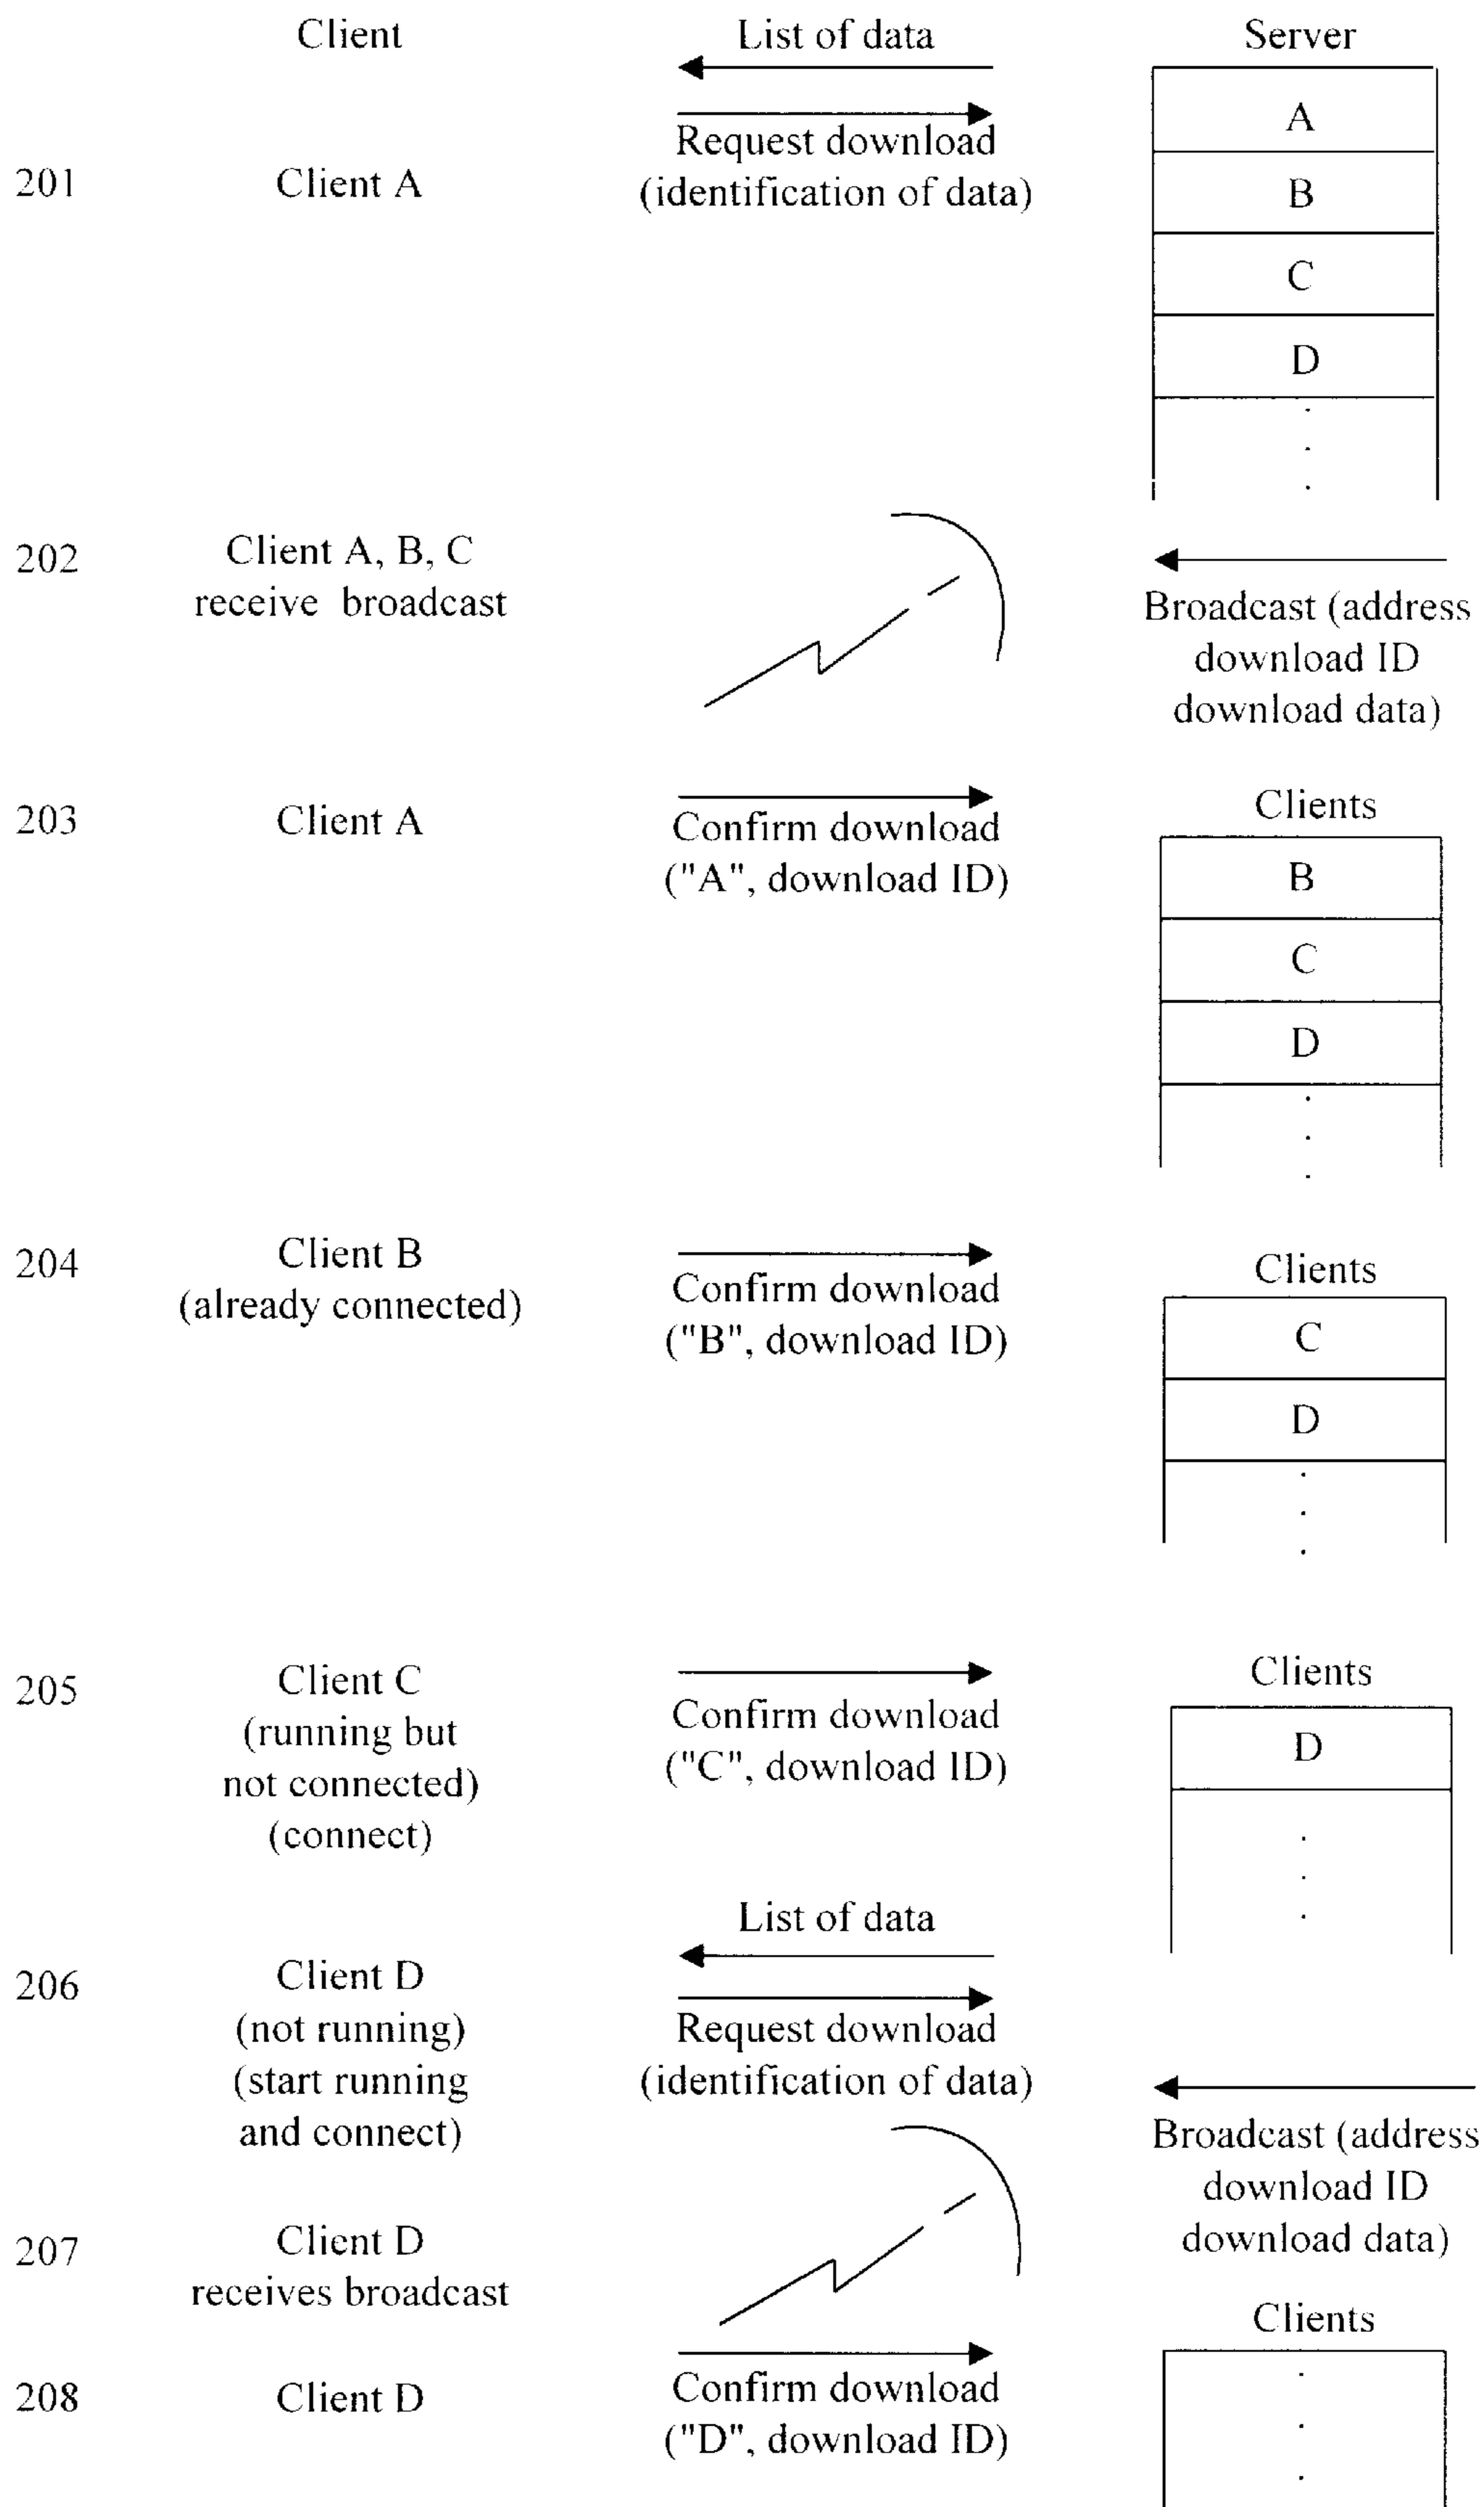 Client
List of data
Server
Request download
(identification of data)
201
Client A
A
B
C
D
202
Client A, B, C
receive broadcast
Broadcast (address
download ID
download data)
203
Client A
Confirm download
("A", download ID)
Clients
B
C
D
204
Client B
(already connected)
Confirm download
("B", download ID)
Clients
C
D
205
Client C
(running but
not connected)
(connect)
Confirm download
("C", download ID)
Clients
D
206
Client D
(not running)
(start running
and connect)
List of data
Request download
(identification of data)
Broadcast (address
download ID
download data)
207
Client D
receives broadcast
208
Client D
Confirm download
("D", download ID)
Clients